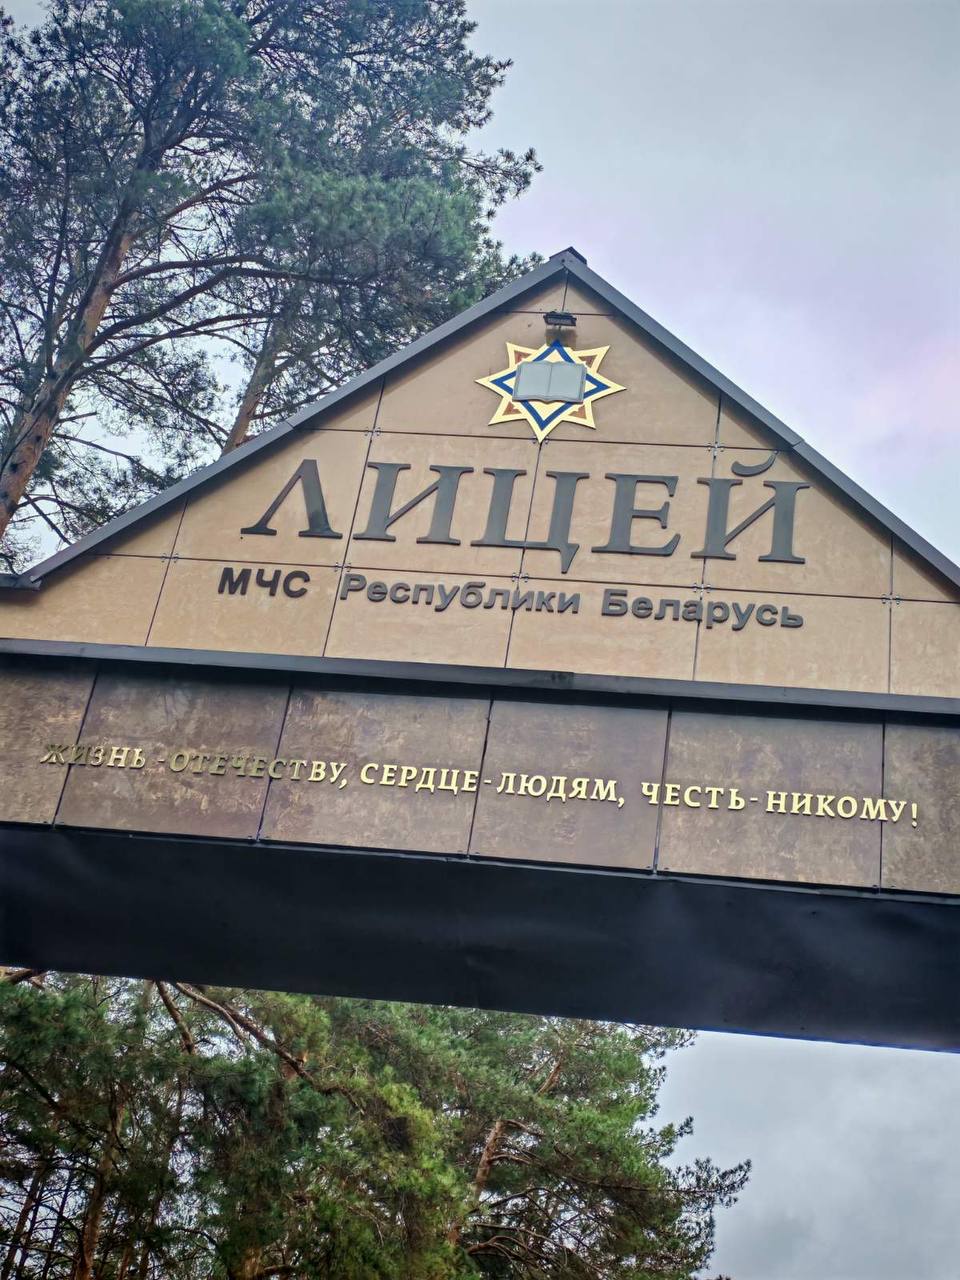 ЛИЦЕЙ
МЧС Республики Беларусь
ЖИЗНЬ - ОТЕЧЕСТВУ, СЕРДЦЕ - ЛЮДЯМ, ЧЕСТЬ - НИКОМУ!